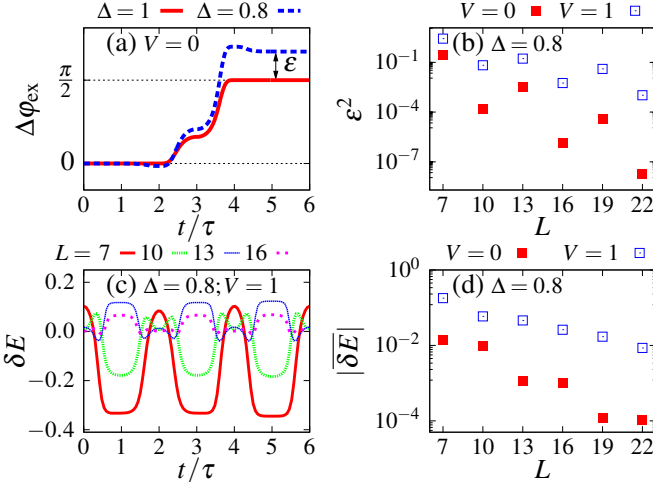 Δ = 1 Δ = 0.8
(a) V = 0
ε
Δφex
π
2
0
0 1 2 3 4 5 6
t/τ
V = 0 V = 1
(b) Δ = 0.8
ε²
10⁻¹
10⁻⁴
10⁻⁷
7 10 13 16 19 22
L
L = 7 10 13 16
(c) Δ = 0.8; V = 1
δE
0.2
0.0
−0.2
−0.4
0 1 2 3 4 5 6
t/τ
V = 0 V = 1
(d) Δ = 0.8
|δE̅|
10⁰
10⁻²
10⁻⁴
7 10 13 16 19 22
L